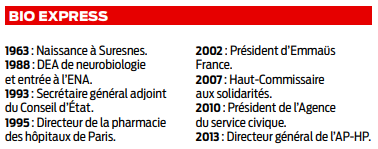 BIO EXPRESS
1963 : Naissance à Suresnes.
1988 : DEA de neurobiologie
et entrée à l’ENA.
1993 : Secrétaire général adjoint
du Conseil d’État.
1995 : Directeur de la pharmacie
des hôpitaux de Paris.
2002 : Président d’Emmaüs
France.
2007 : Haut-Commissaire
aux solidarités.
2010 : Président de l’Agence
du service civique.
2013 : Directeur général de l’AP-HP.